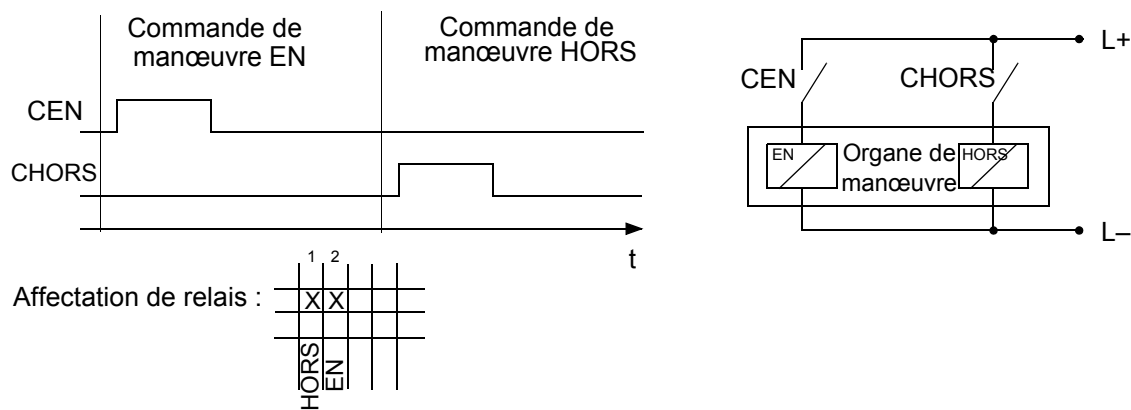 Commande de
manœuvre EN
Commande de
manœuvre HORS
CEN
CHORS
t
Affectation de relais :
1 2
X X
HORS
EN
L+
CEN
CHORS
EN
Organe de
manœuvre
HORS
L–